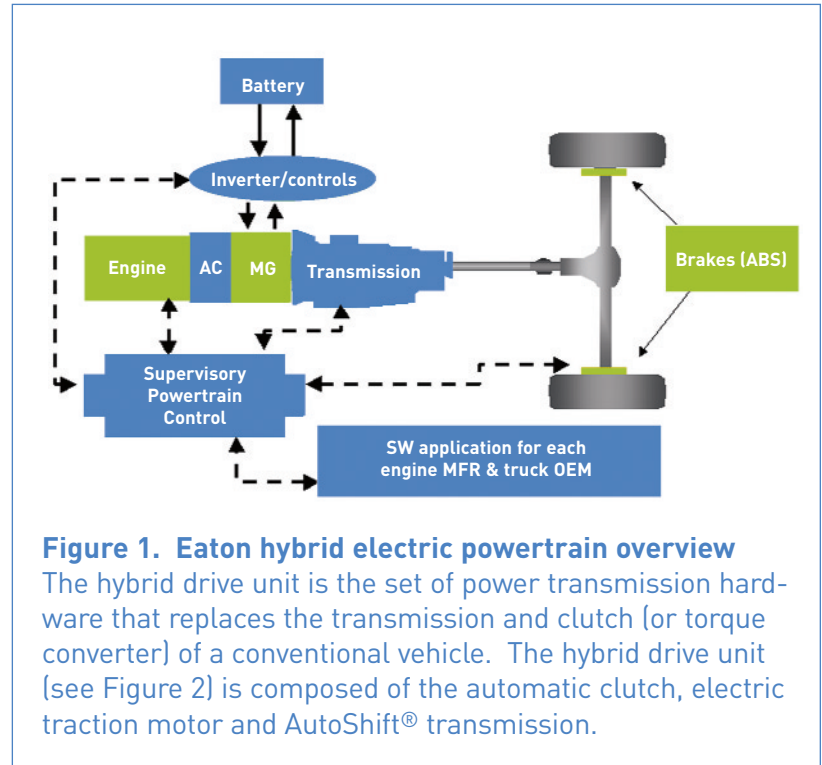 Battery
Inverter/controls
Engine
AC
MG
Transmission
Brakes (ABS)
Supervisory
Powertrain
Control
SW application for each
engine MFR & truck OEM
Figure 1.  Eaton hybrid electric powertrain overview
The hybrid drive unit is the set of power transmission hard-
ware that replaces the transmission and clutch (or torque
converter) of a conventional vehicle.  The hybrid drive unit
(see Figure 2) is composed of the automatic clutch, electric
traction motor and AutoShift® transmission.